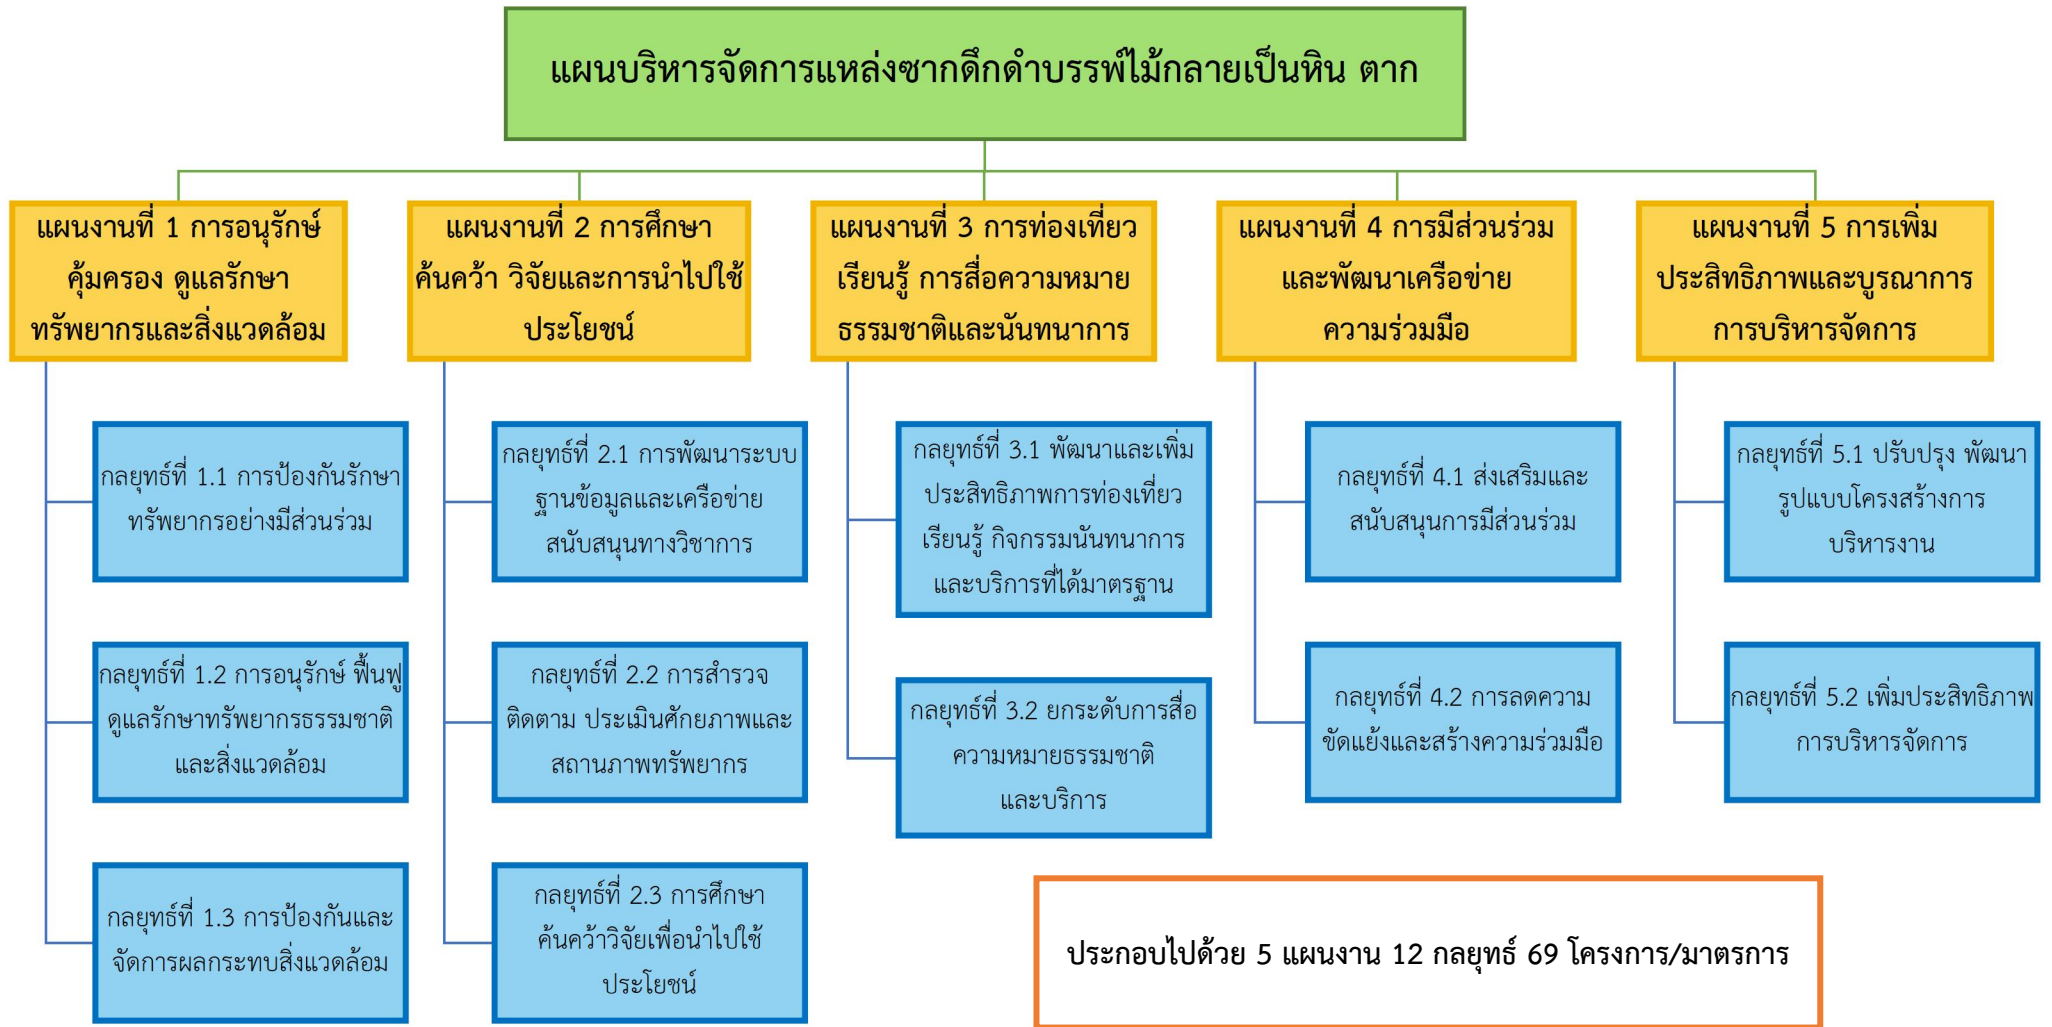 แผนบริหารจัดการแหล่งซากดึกดำบรรพ์ไม้กลายเป็นหิน ตาก
แผนงานที่ 1 การอนุรักษ์
คุ้มครอง ดูแลรักษา
ทรัพยากรและสิ่งแวดล้อม
แผนงานที่ 2 การศึกษา
ค้นคว้า วิจัยและการนำไปใช้
ประโยชน์
แผนงานที่ 3 การท่องเที่ยว
เรียนรู้ การสื่อความหมาย
ธรรมชาติและนันทนาการ
แผนงานที่ 4 การมีส่วนร่วม
และพัฒนาเครือข่าย
ความร่วมมือ
แผนงานที่ 5 การเพิ่ม
ประสิทธิภาพและบูรณาการ
การบริหารจัดการ
กลยุทธ์ที่ 1.1 การป้องกันรักษา
ทรัพยากรอย่างมีส่วนร่วม
กลยุทธ์ที่ 1.2 การอนุรักษ์ ฟื้นฟู
ดูแลรักษาทรัพยากรธรรมชาติ
และสิ่งแวดล้อม
กลยุทธ์ที่ 1.3 การป้องกันและ
จัดการผลกระทบสิ่งแวดล้อม
กลยุทธ์ที่ 2.1 การพัฒนาระบบ
ฐานข้อมูลและเครือข่าย
สนับสนุนทางวิชาการ
กลยุทธ์ที่ 2.2 การสำรวจ
ติดตาม ประเมินศักยภาพและ
สถานภาพทรัพยากร
กลยุทธ์ที่ 2.3 การศึกษา
ค้นคว้าวิจัยเพื่อนำไปใช้
ประโยชน์
กลยุทธ์ที่ 3.1 พัฒนาและเพิ่ม
ประสิทธิภาพการท่องเที่ยว
เรียนรู้ กิจกรรมนันทนาการ
และบริการที่ได้มาตรฐาน
กลยุทธ์ที่ 3.2 ยกระดับการสื่อ
ความหมายธรรมชาติ
และบริการ
กลยุทธ์ที่ 4.1 ส่งเสริมและ
สนับสนุนการมีส่วนร่วม
กลยุทธ์ที่ 4.2 การลดความ
ขัดแย้งและสร้างความร่วมมือ
กลยุทธ์ที่ 5.1 ปรับปรุง พัฒนา
รูปแบบโครงสร้างการ
บริหารงาน
กลยุทธ์ที่ 5.2 เพิ่มประสิทธิภาพ
การบริหารจัดการ
ประกอบไปด้วย 5 แผนงาน 12 กลยุทธ์ 69 โครงการ/มาตรการ